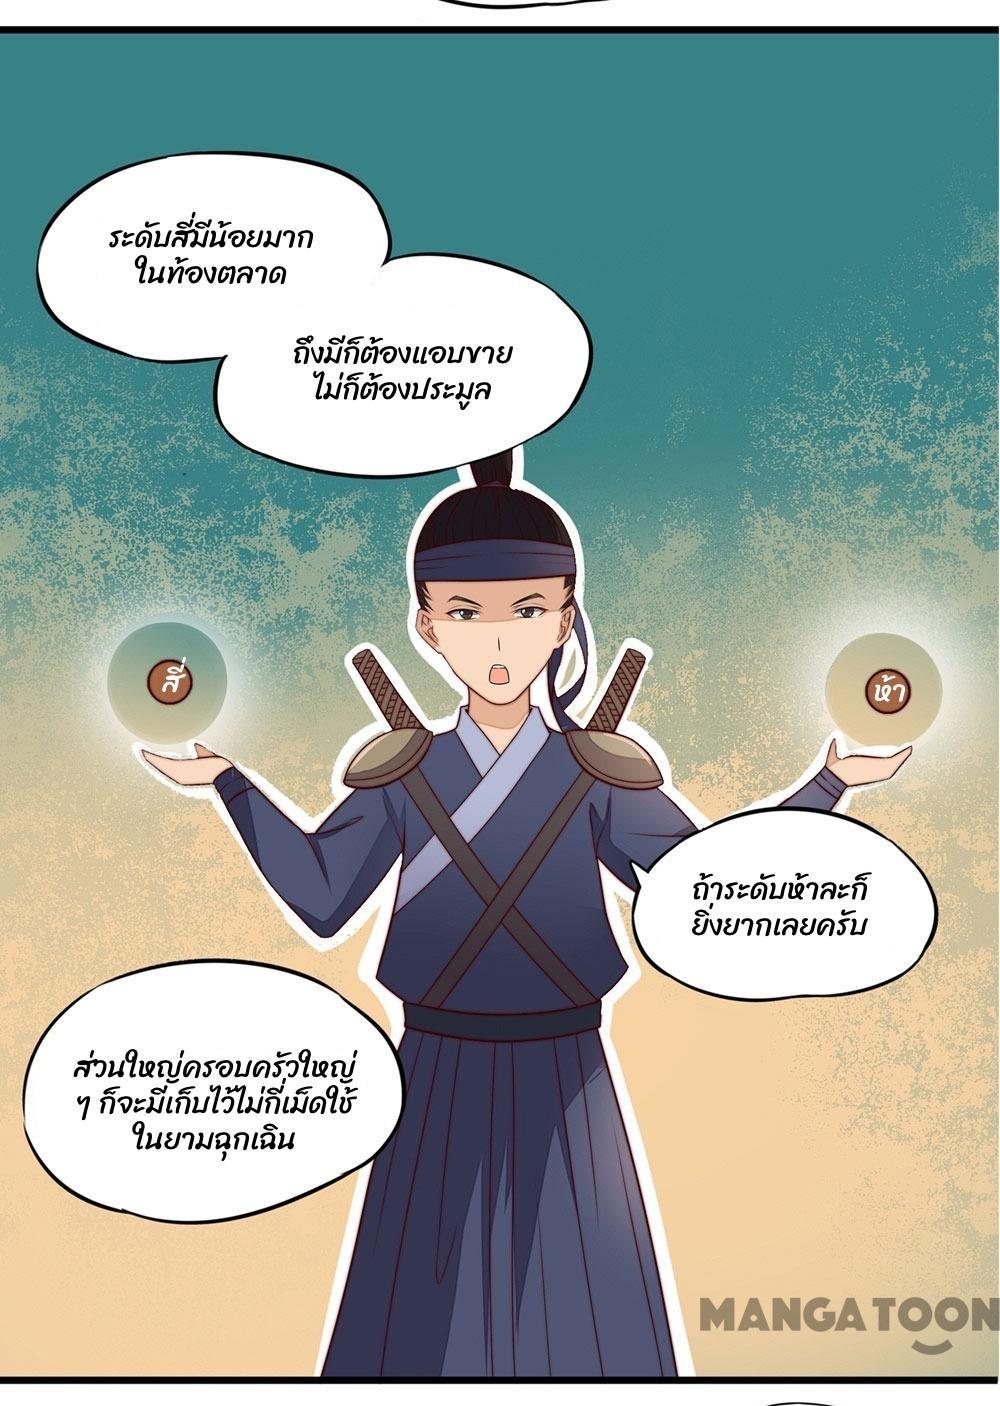 ระดับสี่มีน้อยมาก
ในท้องตลาด
ถึงมีก็ต้องแอบขาย
ไม่ก็ต้องประมูล
สี่
ห้า
ถ้าระดับห้าละก็
ยิ่งยากเลยครับ
ส่วนใหญ่ครอบครัวใหญ่
ๆ ก็จะมีเก็บไว้ไม่กี่เม็ดใช้
ในยามฉุกเฉิน
MANGA TOON